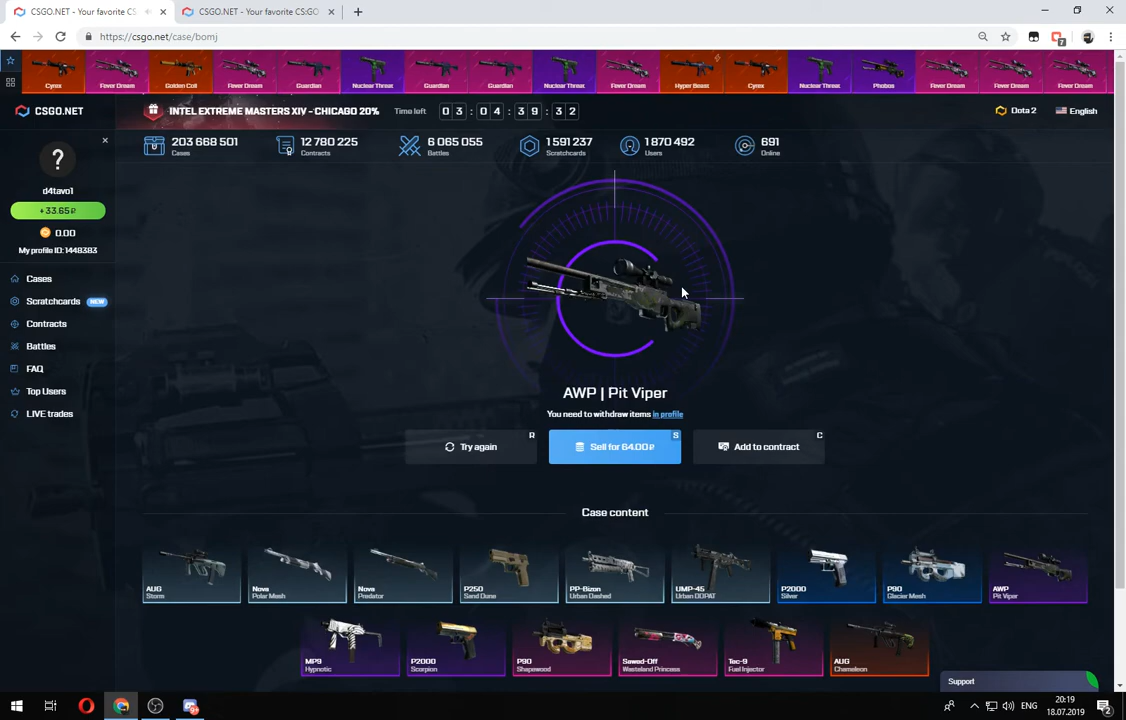 CSGO.NET - Your favorite CS:GO
CSGO.NET - Your favorite CS:GO
https://csgo.net/case/bomj
7
Cyrex
Fever Dream
Golden Coil
Fever Dream
Guardian
Nuclear Threat
Guardian
Guardian
Nuclear Threat
Fever Dream
Hyper Beast
Cyrex
Nuclear Threat
Phobos
Fever Dream
Fever Dream
Fever Dream
CSGO.NET
INTEL EXTREME MASTERS XIV - CHICAGO 20%
Time left
0 3 : 0 4 : 3 9 : 3 2
Dota 2
English
203 668 501
Cases
12 780 225
Contracts
6 065 055
Battles
1 591 237
Scratchcards
1 870 492
Users
691
Online
?
d4tavo1
+33.65₽
0.00
My profile ID: 1448383
Cases
Scratchcards NEW
Contracts
Battles
FAQ
Top Users
LIVE trades
AWP | Pit Viper
You need to withdraw items in profile
Try again
R
Sell for 64.00₽
S
Add to contract
C
Case content
AUG
Storm
Nova
Polar Mesh
Nova
Predator
P250
Sand Dune
PP-Bizon
Urban Dashed
UMP-45
Urban DDPAT
P2000
Silver
P90
Glacier Mesh
AWP
Pit Viper
MP9
Hypnotic
P2000
Scorpion
P90
Shapewood
Sawed-Off
Wasteland Princess
Tec-9
Fuel Injector
AUG
Chameleon
Support
9+
ENG
20:19
18.07.2019
2